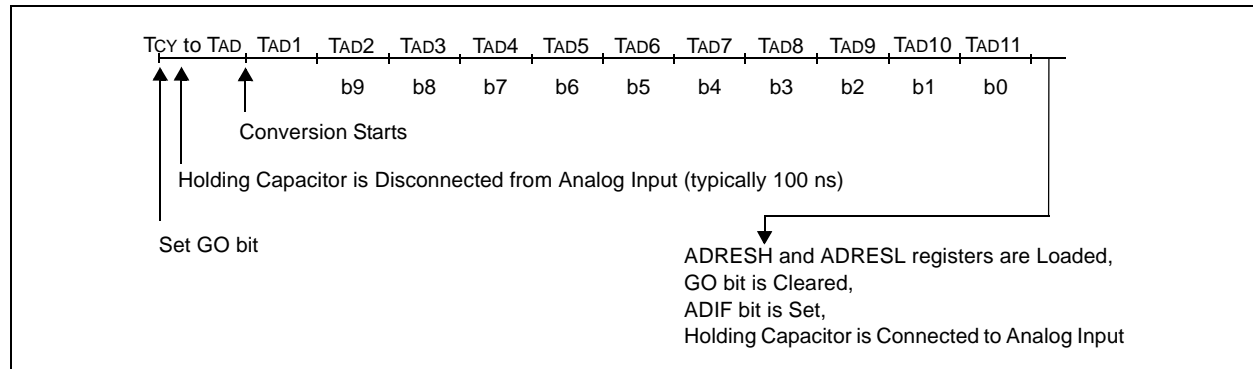 TCY to TAD TAD1 TAD2 TAD3 TAD4 TAD5 TAD6 TAD7 TAD8 TAD9 TAD10 TAD11
b9 b8 b7 b6 b5 b4 b3 b2 b1 b0
Conversion Starts
Holding Capacitor is Disconnected from Analog Input (typically 100 ns)
Set GO bit
ADRESH and ADRESL registers are Loaded,
GO bit is Cleared,
ADIF bit is Set,
Holding Capacitor is Connected to Analog Input